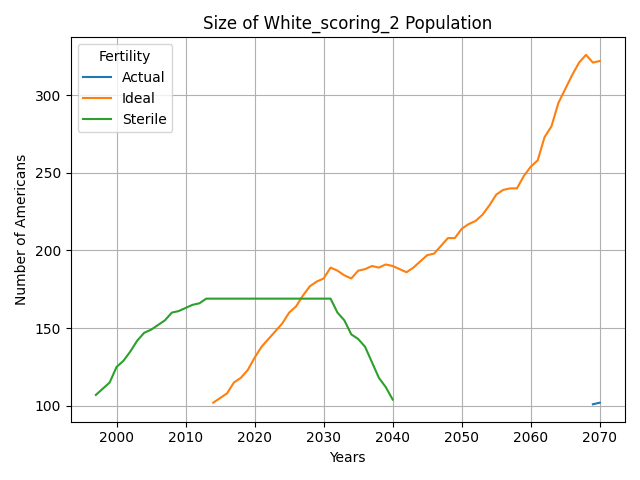 Size of White_scoring_2 Population
Fertility
Actual
Ideal
Sterile
Number of Americans
300
250
200
150
100
2000
2010
2020
2030
2040
2050
2060
2070
Years